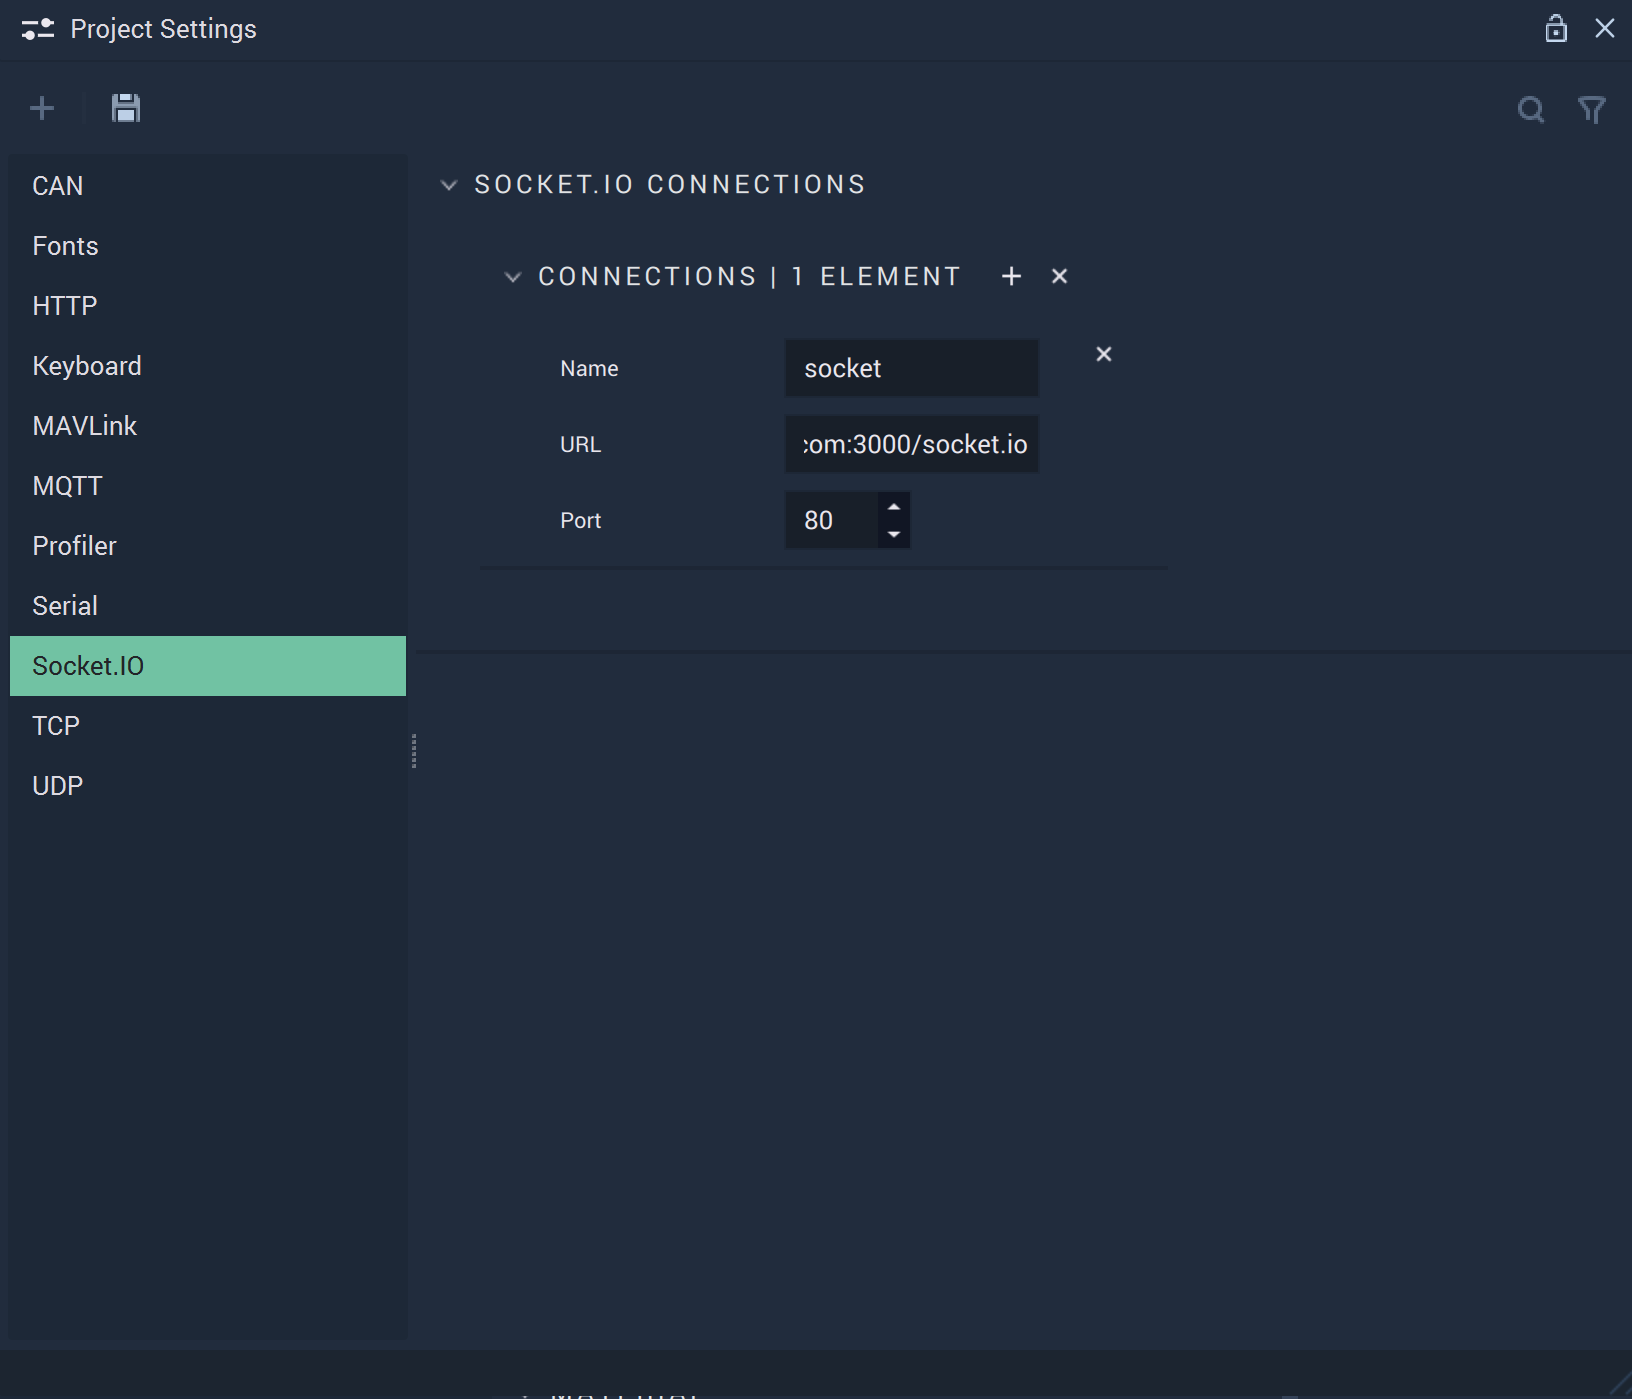 Project Settings
CAN
Fonts
HTTP
Keyboard
MAVLink
MQTT
Profiler
Serial
Socket.IO
TCP
UDP
SOCKET.IO CONNECTIONS
CONNECTIONS | 1 ELEMENT
Name socket
URL com:3000/socket.io
Port 80